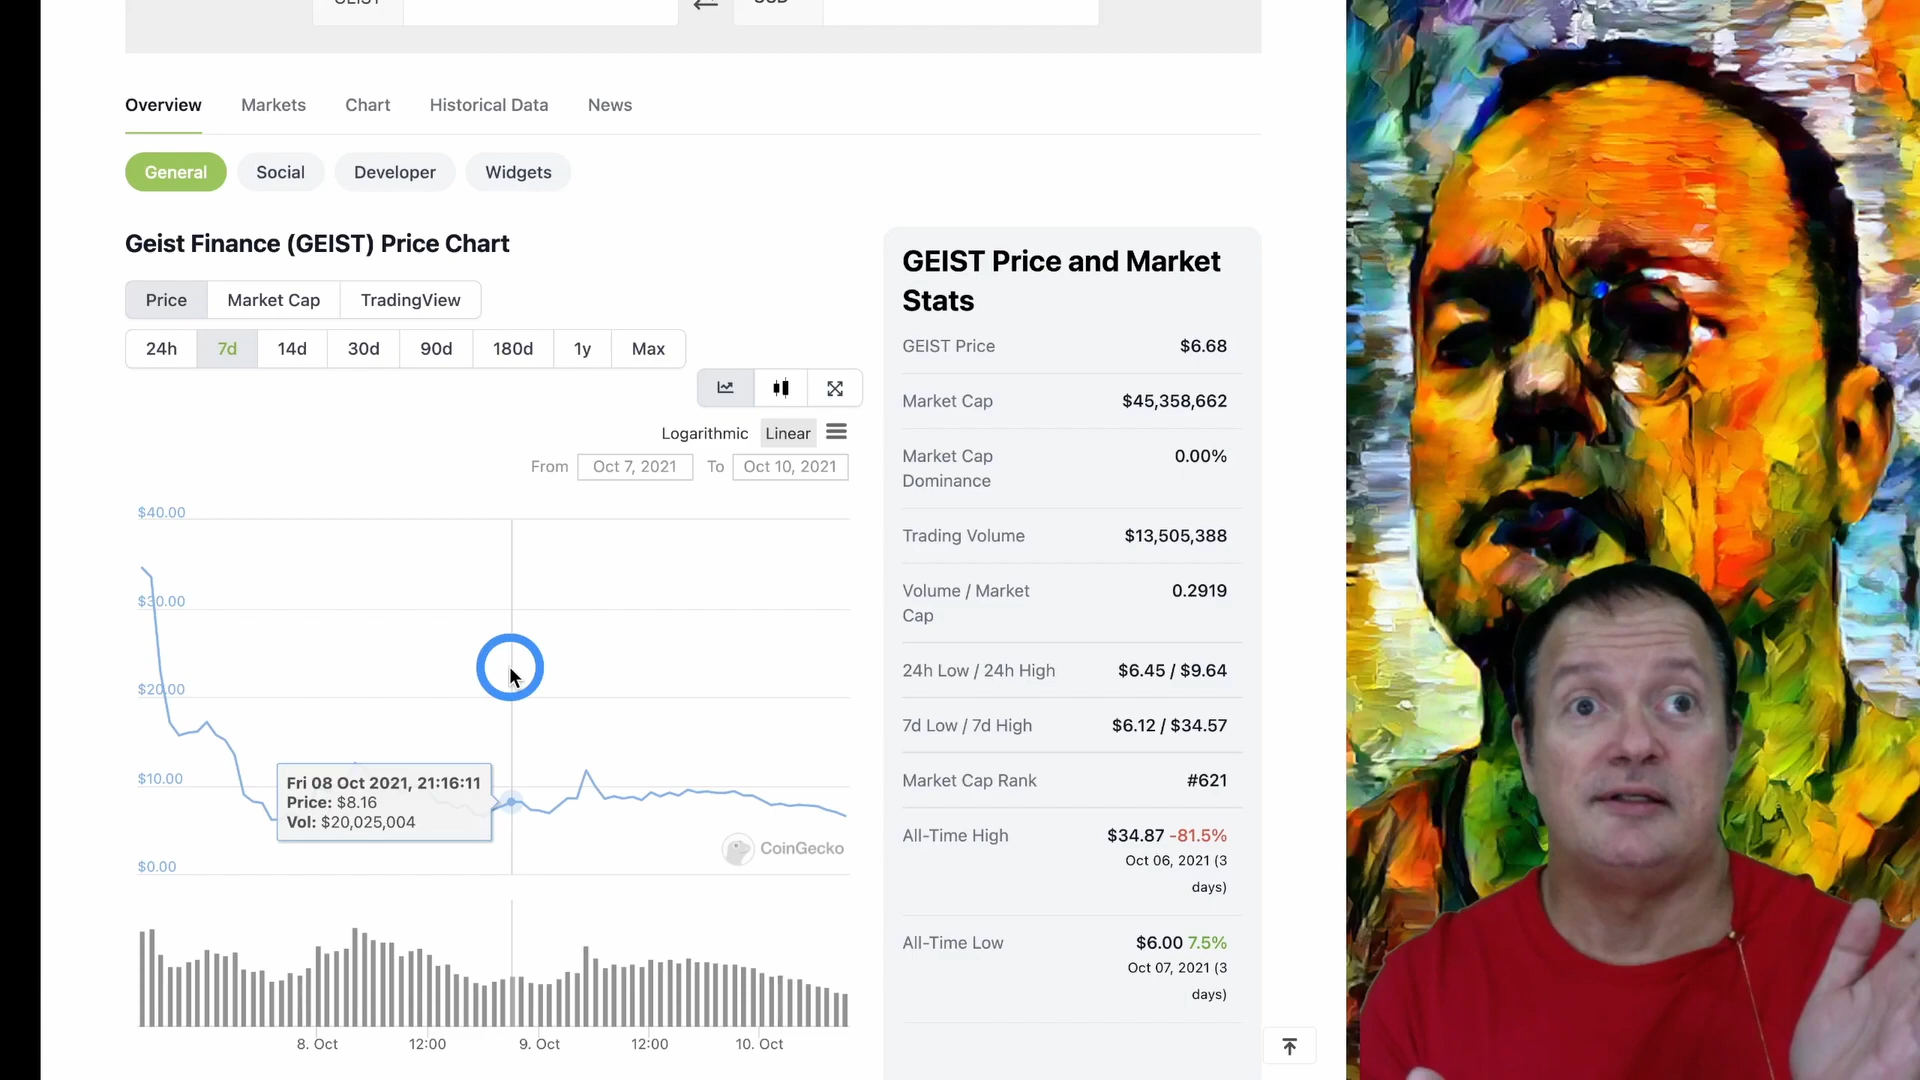 GEIST
USD
Overview
Markets
Chart
Historical Data
News
General
Social
Developer
Widgets
Geist Finance (GEIST) Price Chart
Price
Market Cap
TradingView
24h
7d
14d
30d
90d
180d
1y
Max
Logarithmic
Linear
From
Oct 7, 2021
To
Oct 10, 2021
$40.00
$30.00
$20.00
$10.00
$0.00
Fri 08 Oct 2021, 21:16:11
Price: $8.16
Vol: $20,025,004
CoinGecko
8. Oct
12:00
9. Oct
12:00
10. Oct
GEIST Price and Market
Stats
GEIST Price
$6.68
Market Cap
$45,358,662
Market Cap
Dominance
0.00%
Trading Volume
$13,505,388
Volume / Market
Cap
0.2919
24h Low / 24h High
$6.45 / $9.64
7d Low / 7d High
$6.12 / $34.57
Market Cap Rank
#621
All-Time High
$34.87 -81.5%
Oct 06, 2021 (3
days)
All-Time Low
$6.00 7.5%
Oct 07, 2021 (3
days)